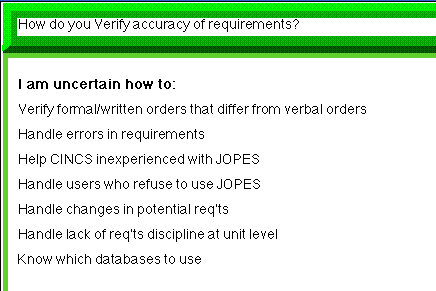 How do you Verify accuracy of requirements?
I am uncertain how to:
Verify formal/written orders that differ from verbal orders
Handle errors in requirements
Help CINCS inexperienced with JOPES
Handle users who refuse to use JOPES
Handle changes in potential req'ts
Handle lack of req'ts discipline at unit level
Know which databases to use